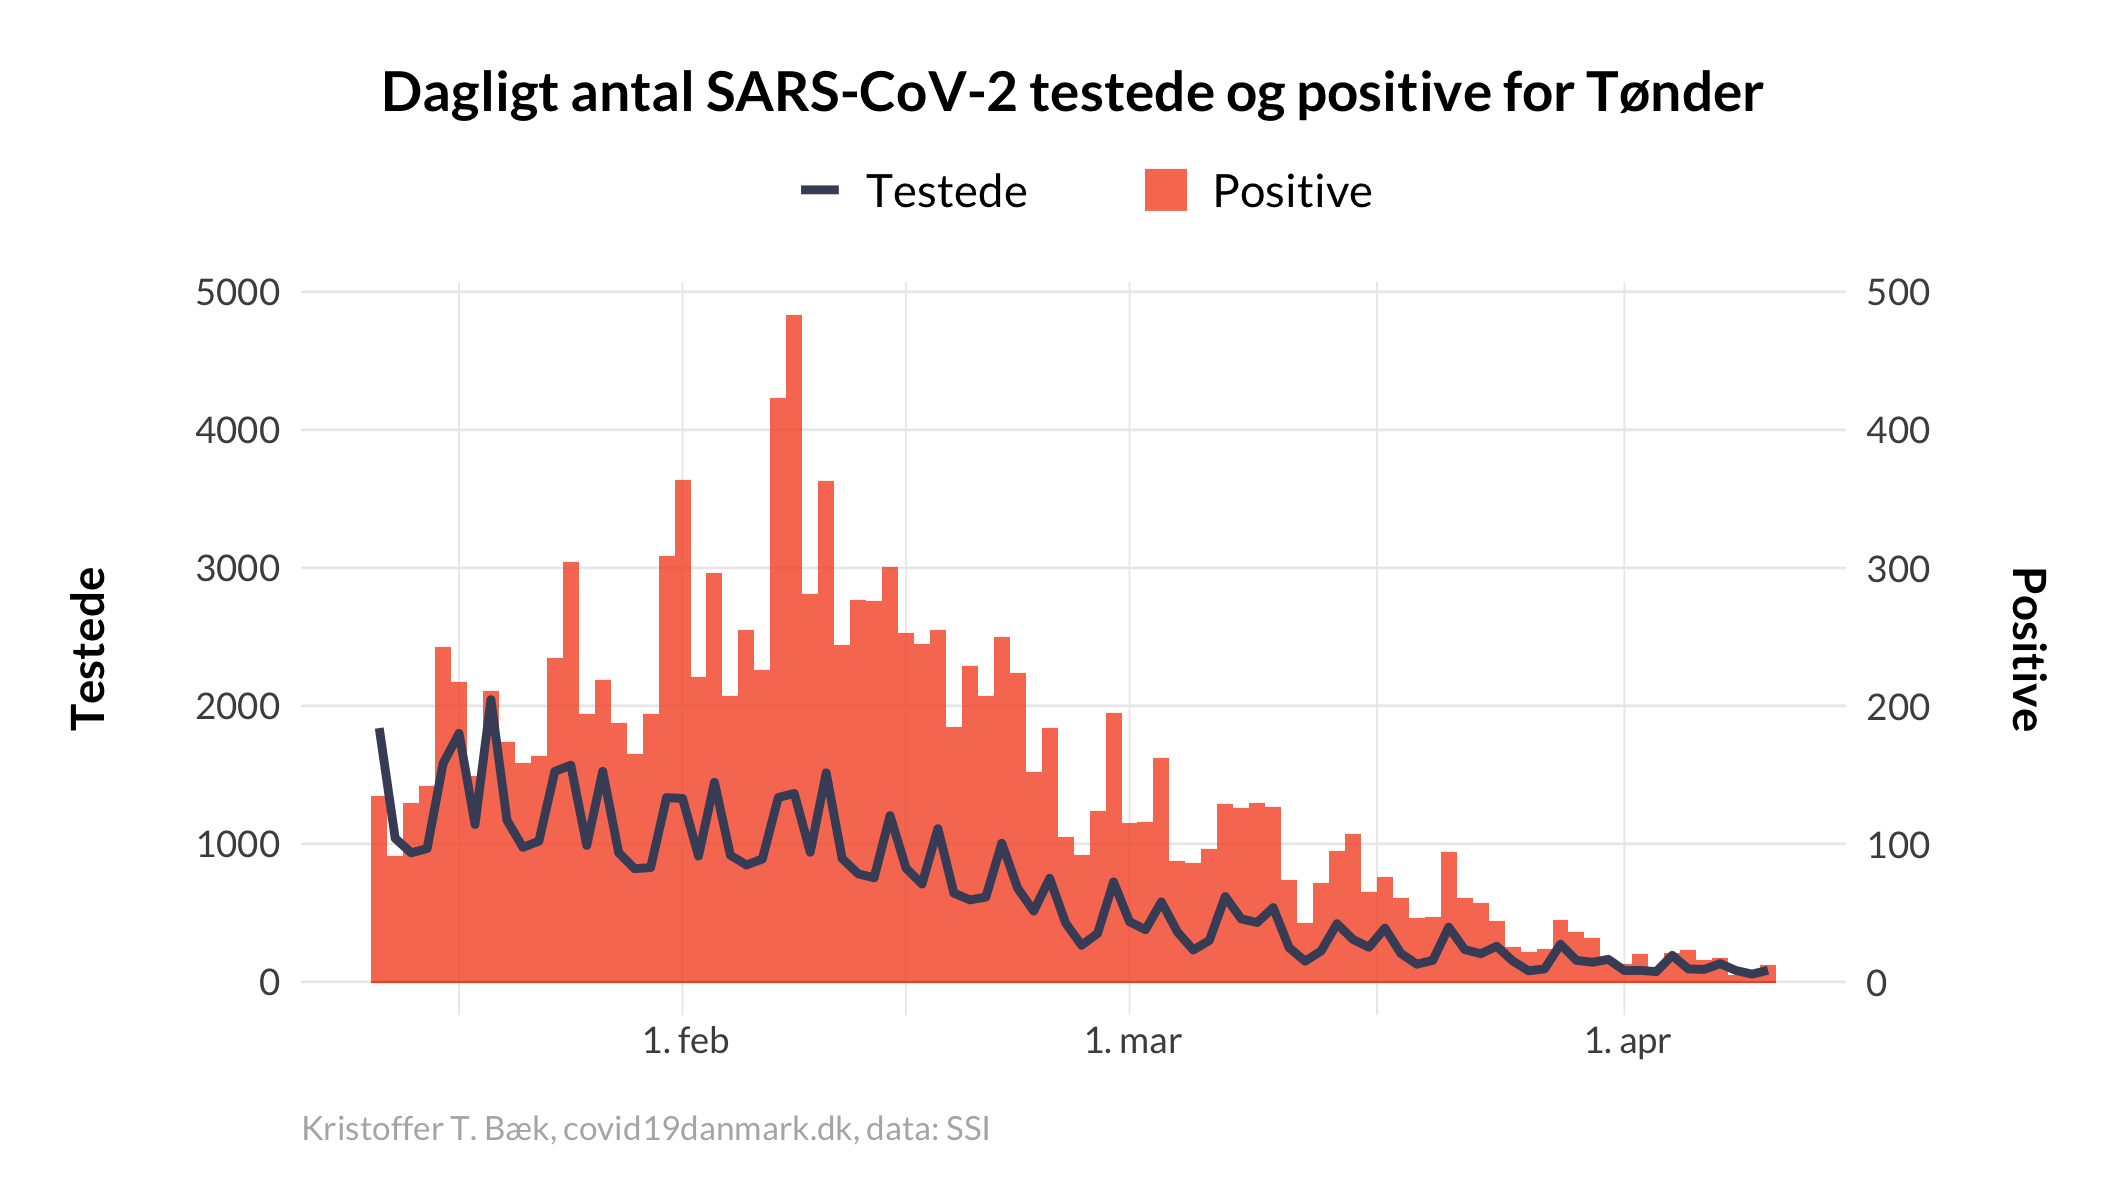 Dagligt antal SARS-CoV-2 testede og positive for Tønder
Testede
Positive
5000
4000
3000
2000
1000
0
500
400
300
200
100
0
Testede
Positive
1. feb
1. mar
1. apr
Kristoffer T. Bæk, covid19danmark.dk, data: SSI